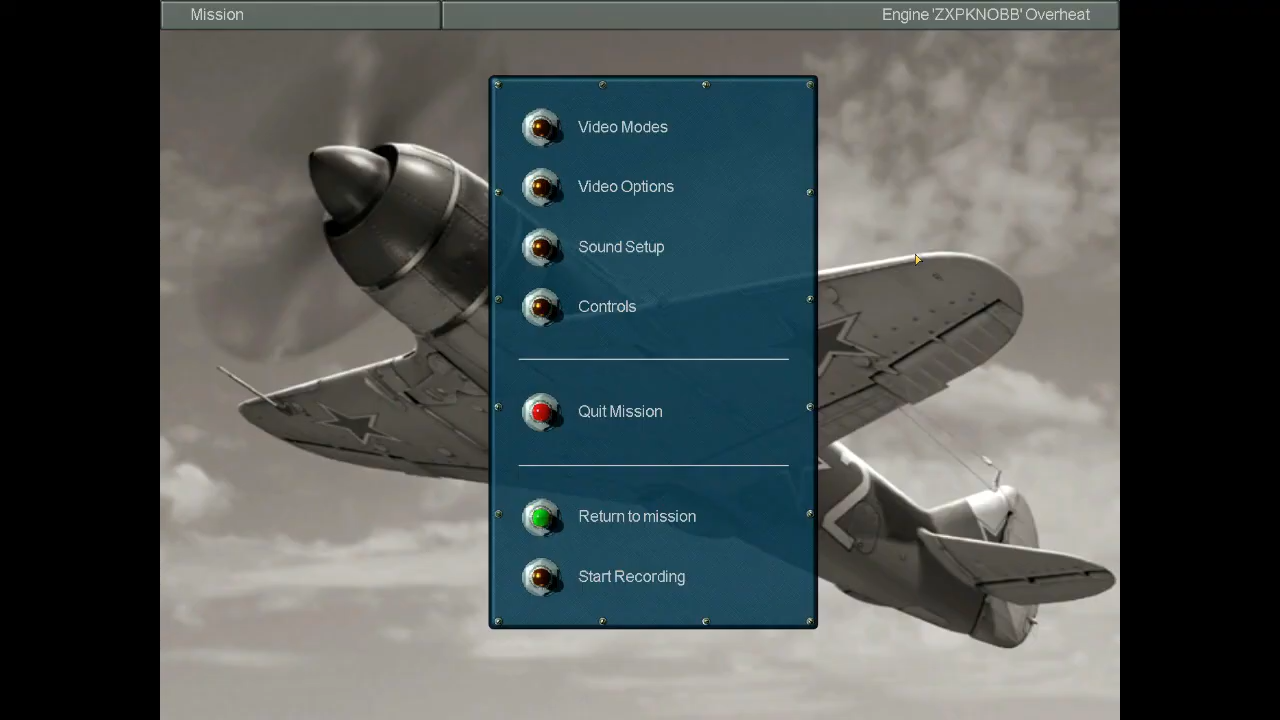 Mission
Engine 'ZXPKNOBB' Overheat
Video Modes
Video Options
Sound Setup
Controls
Quit Mission
Return to mission
Start Recording